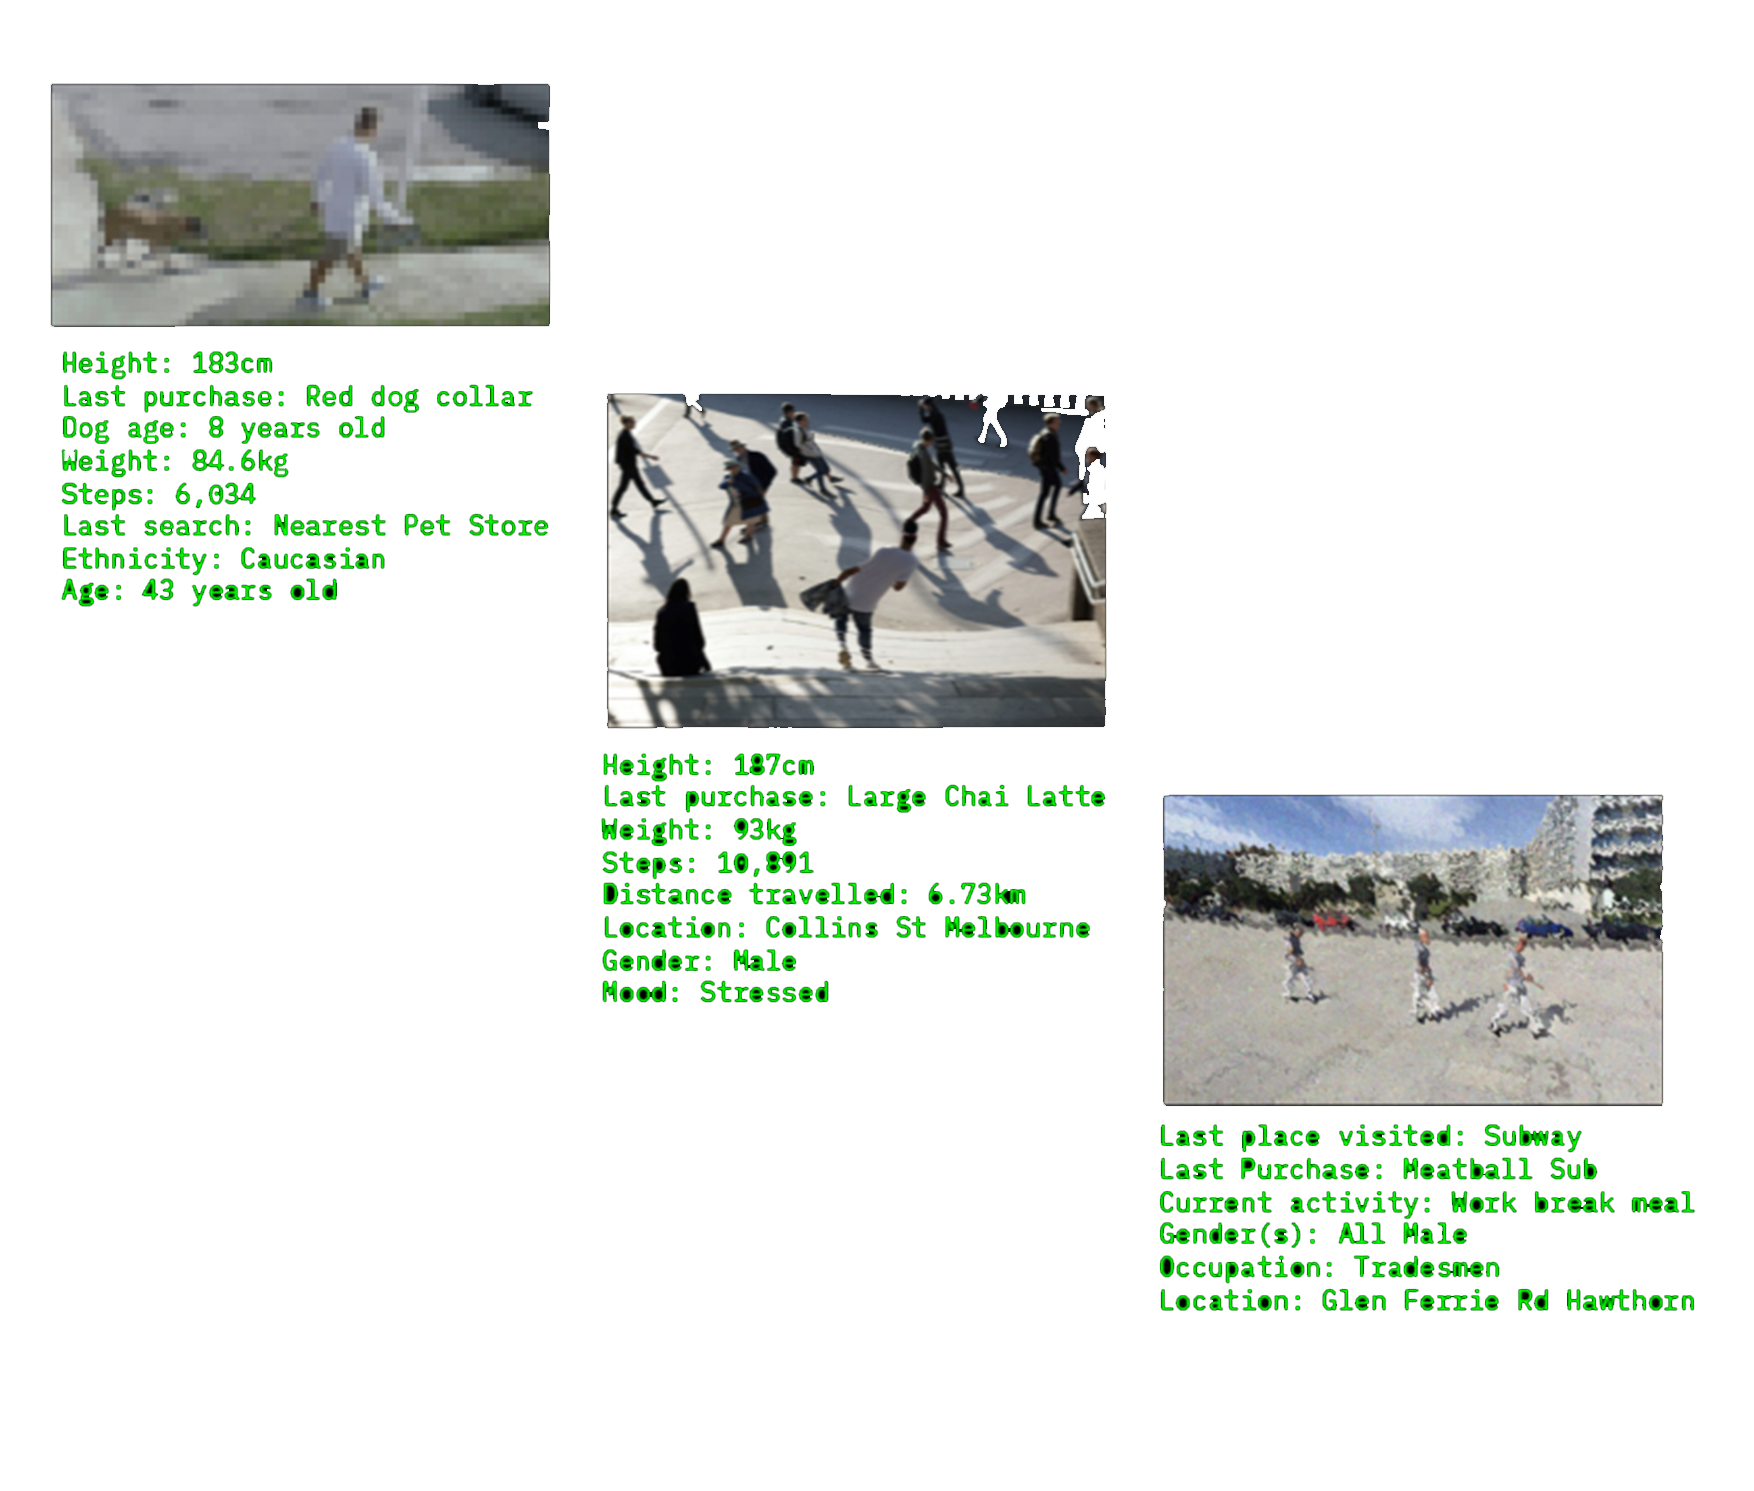 Height: 183cm
Last purchase: Red dog collar
Dog age: 8 years old
Weight: 84.6kg
Steps: 6,034
Last search: Nearest Pet Store
Ethnicity: Caucasian
Age: 43 years old
Height: 187cm
Last purchase: Large Chai Latte
Weight: 93kg
Steps: 10,891
Distance travelled: 6.73km
Location: Collins St Melbourne
Gender: Male
Mood: Stressed
Last place visited: Subway
Last Purchase: Meatball Sub
Current activity: Work break meal
Gender(s): All Male
Occupation: Tradesmen
Location: Glen Ferrie Rd Hawthorn